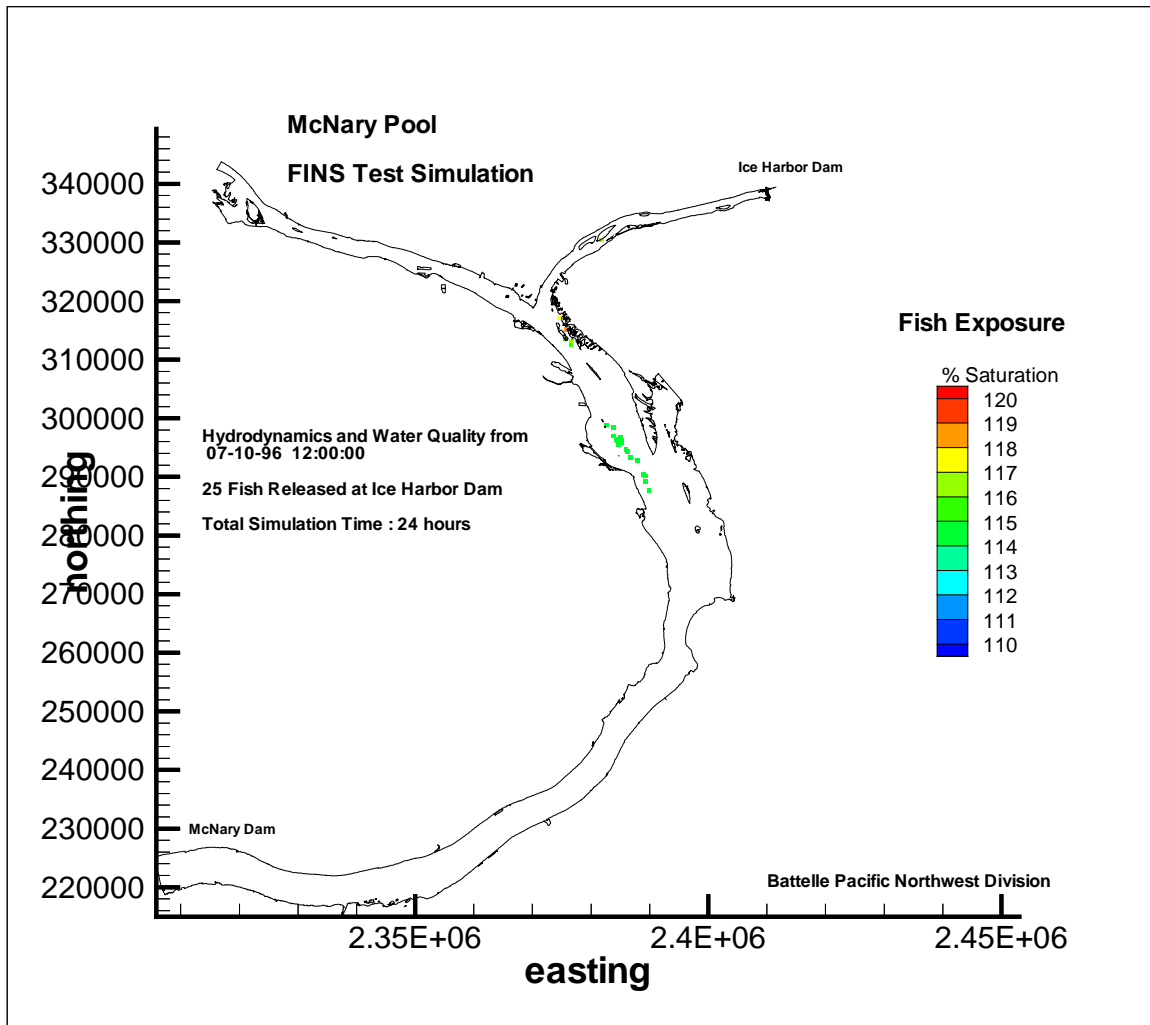 McNary Pool
FINS Test Simulation
Ice Harbor Dam
340000
330000
320000
310000
300000
290000
280000
270000
260000
250000
240000
230000
220000
northing
Fish Exposure
% Saturation
120
119
118
117
116
115
114
113
112
111
110
Hydrodynamics and Water Quality from
07-10-96 12:00:00
25 Fish Released at Ice Harbor Dam
Total Simulation Time : 24 hours
McNary Dam
Battelle Pacific Northwest Division
2.35E+06
2.4E+06
2.45E+06
easting